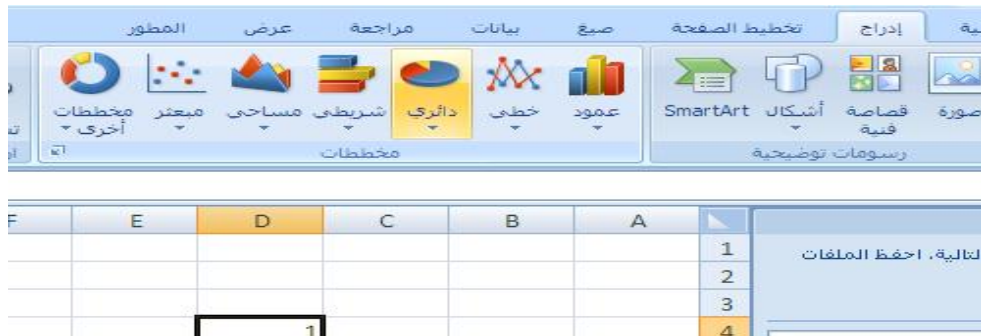 إدراج تخطيط الصفحة صيغ بيانات مراجعة عرض المطور
صورة قصاصة فنية أشكال SmartArt عمود خطي دائري شريطي مساحي مبعثر مخططات أخرى
رسومات توضيحية مخططات
A B C D E F
1 التالية، احفظ الملفات
2
3
4 1